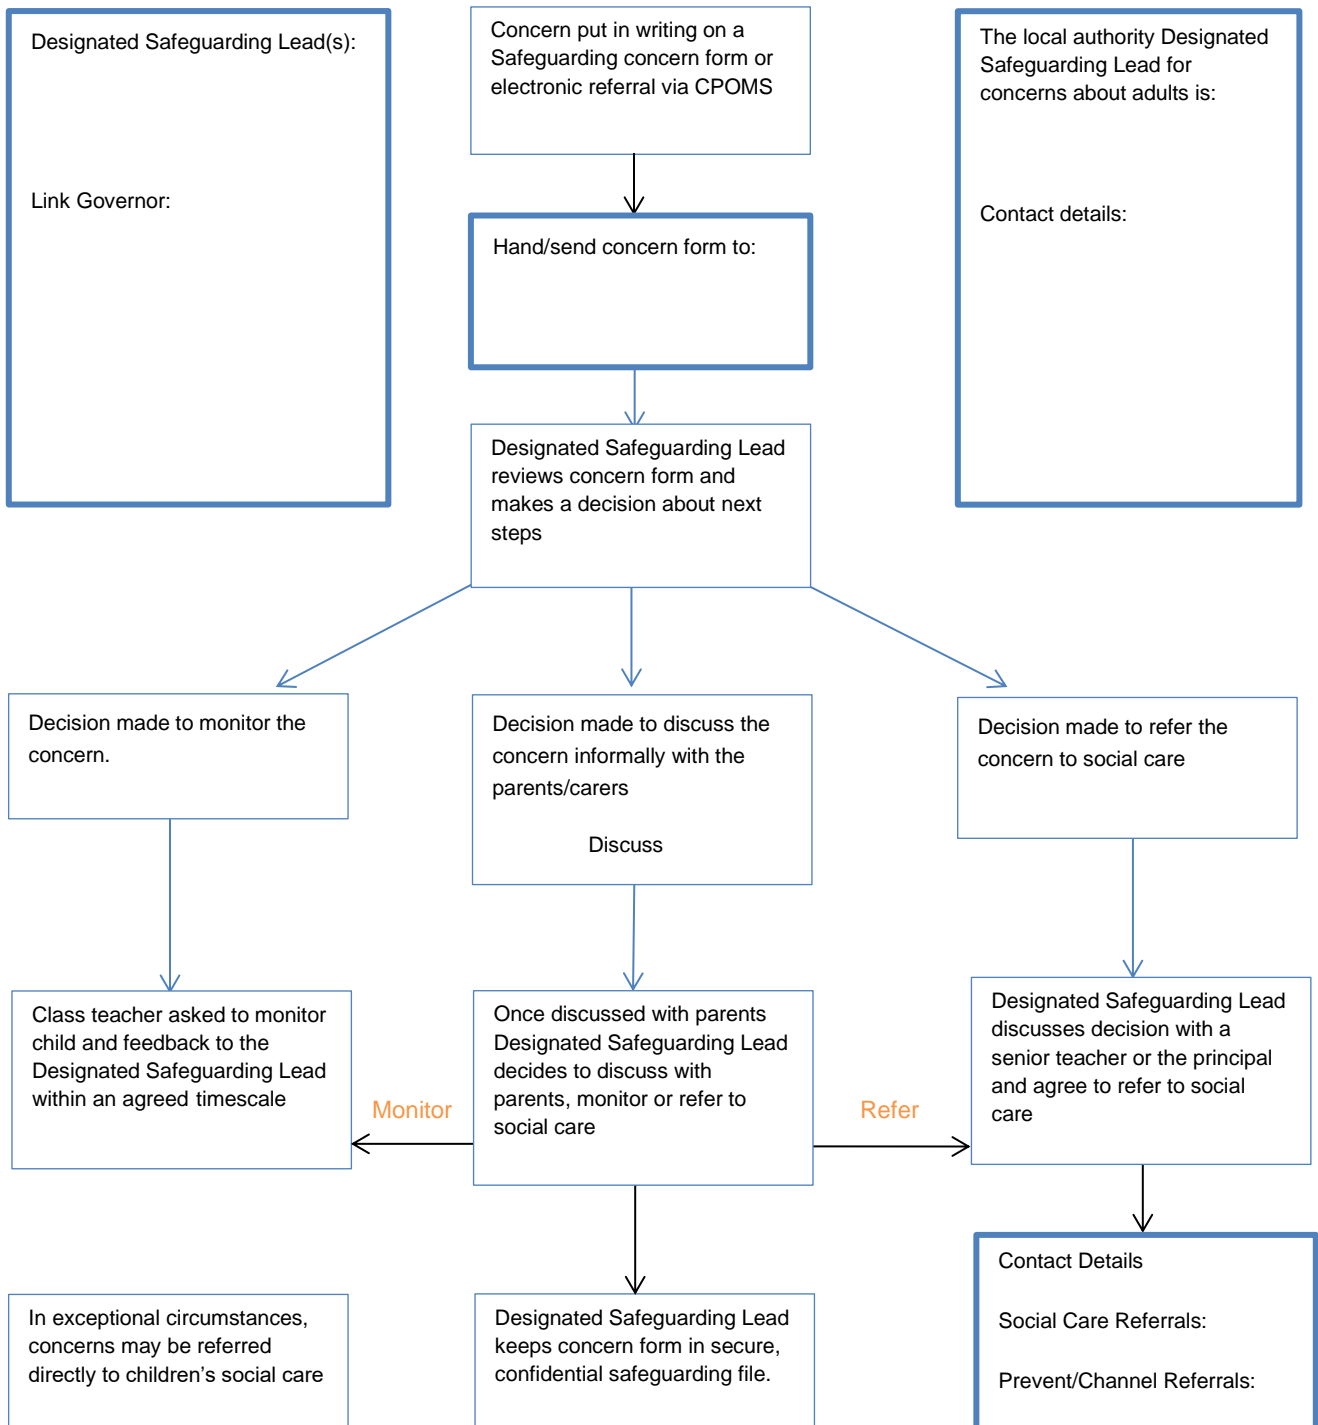 Designated Safeguarding Lead(s):
Link Governor:
Concern put in writing on a
Safeguarding concern form or
electronic referral via CPOMS
The local authority Designated
Safeguarding Lead for
concerns about adults is:
Contact details:
Hand/send concern form to:
Designated Safeguarding Lead
reviews concern form and
makes a decision about next
steps
Decision made to monitor the
concern.
Decision made to discuss the
concern informally with the
parents/carers
Discuss
Decision made to refer the
concern to social care
Class teacher asked to monitor
child and feedback to the
Designated Safeguarding Lead
within an agreed timescale
Monitor
Once discussed with parents
Designated Safeguarding Lead
decides to discuss with
parents, monitor or refer to
social care
Refer
Designated Safeguarding Lead
discusses decision with a
senior teacher or the principal
and agree to refer to social
care
In exceptional circumstances,
concerns may be referred
directly to children’s social care
Designated Safeguarding Lead
keeps concern form in secure,
confidential safeguarding file.
Contact Details
Social Care Referrals:
Prevent/Channel Referrals: